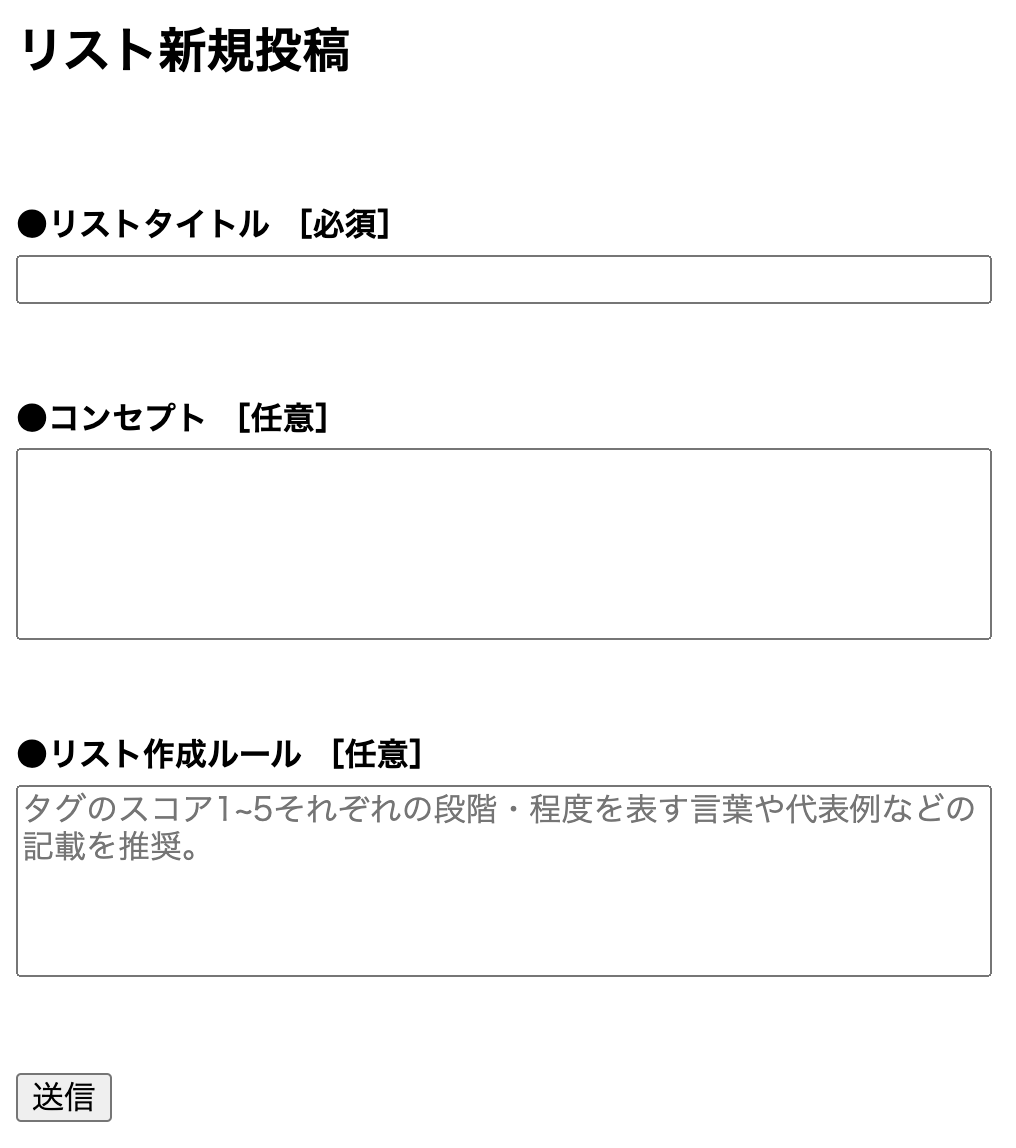 リスト新規投稿
●リストタイトル ［必須］
●コンセプト ［任意］
●リスト作成ルール ［任意］
タグのスコア1~5それぞれの段階・程度を表す言葉や代表例などの
記載を推奨。
送信